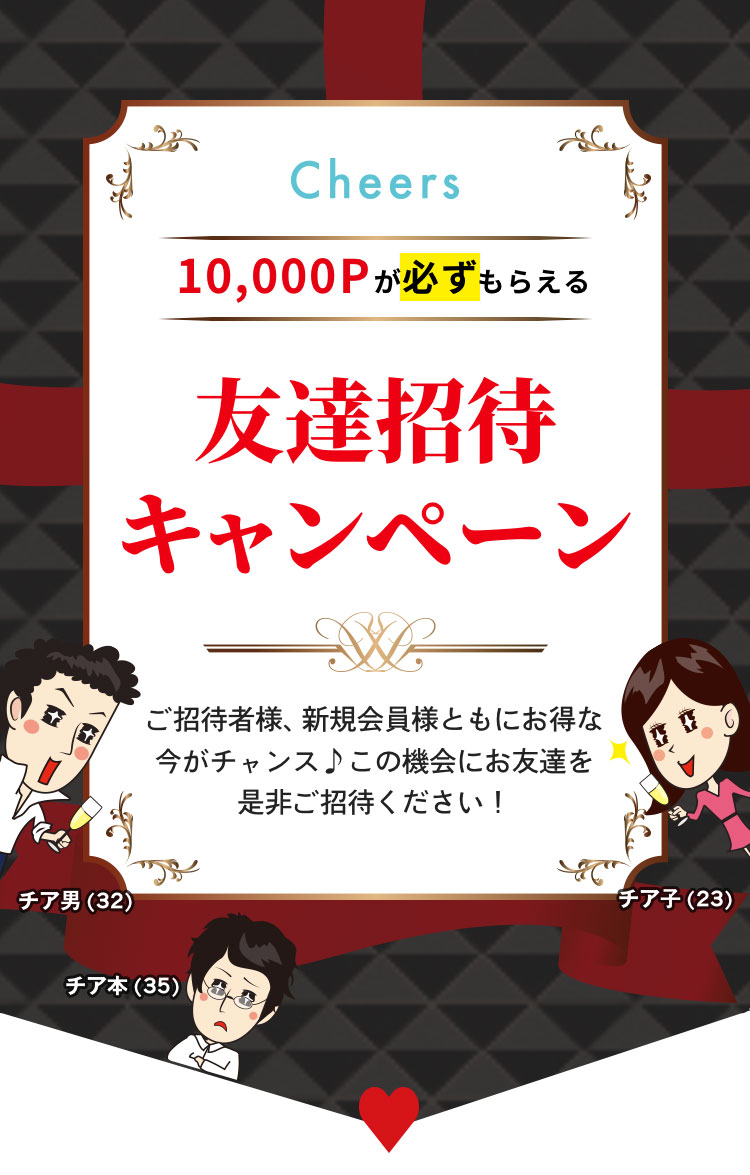 Cheers
10,000Pが必ずもらえる
友達招待
キャンペーン
ご招待者様、新規会員様ともにお得な
今がチャンス♪この機会にお友達を
是非ご招待ください！
チア男(32)
チア子(23)
チア本(35)